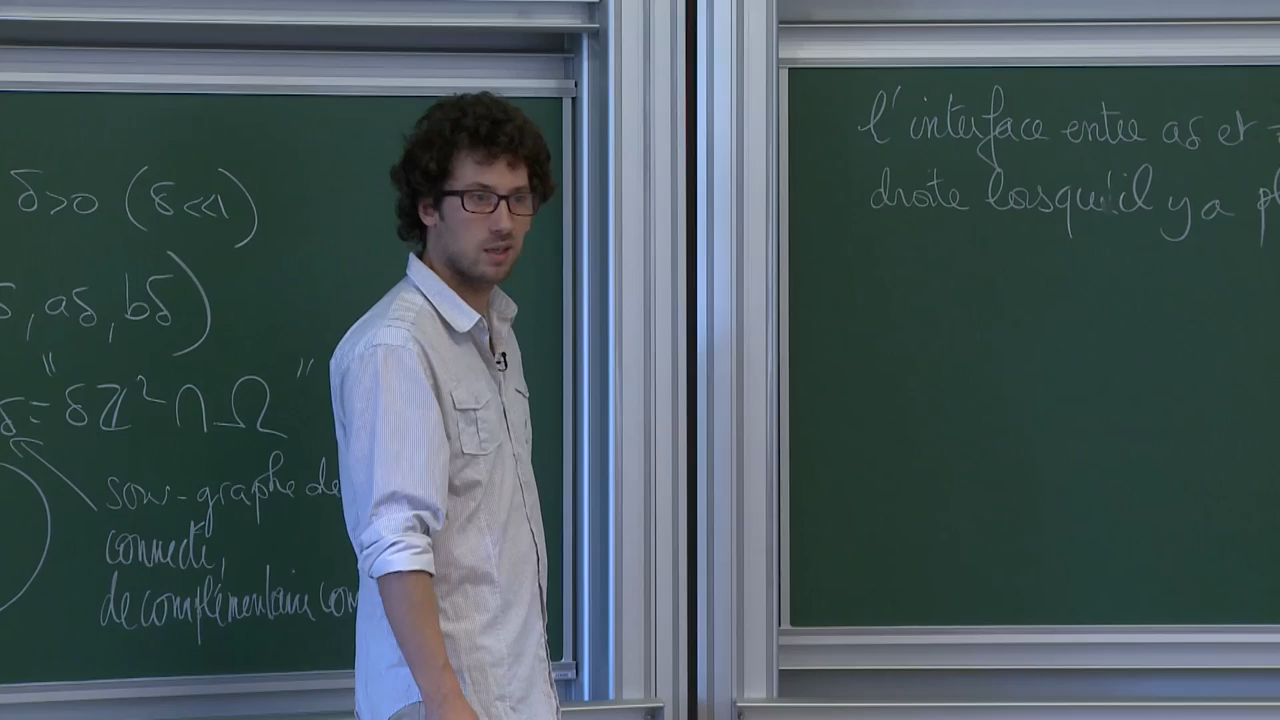 δ>0 (δ<<1)
δ, aδ, bδ)
" "
δ = δℤ² ∩ Ω
sous-graphe de
connecté,
de complémentaire con
l'interface entre aδ et
droite lorsqu'il y a